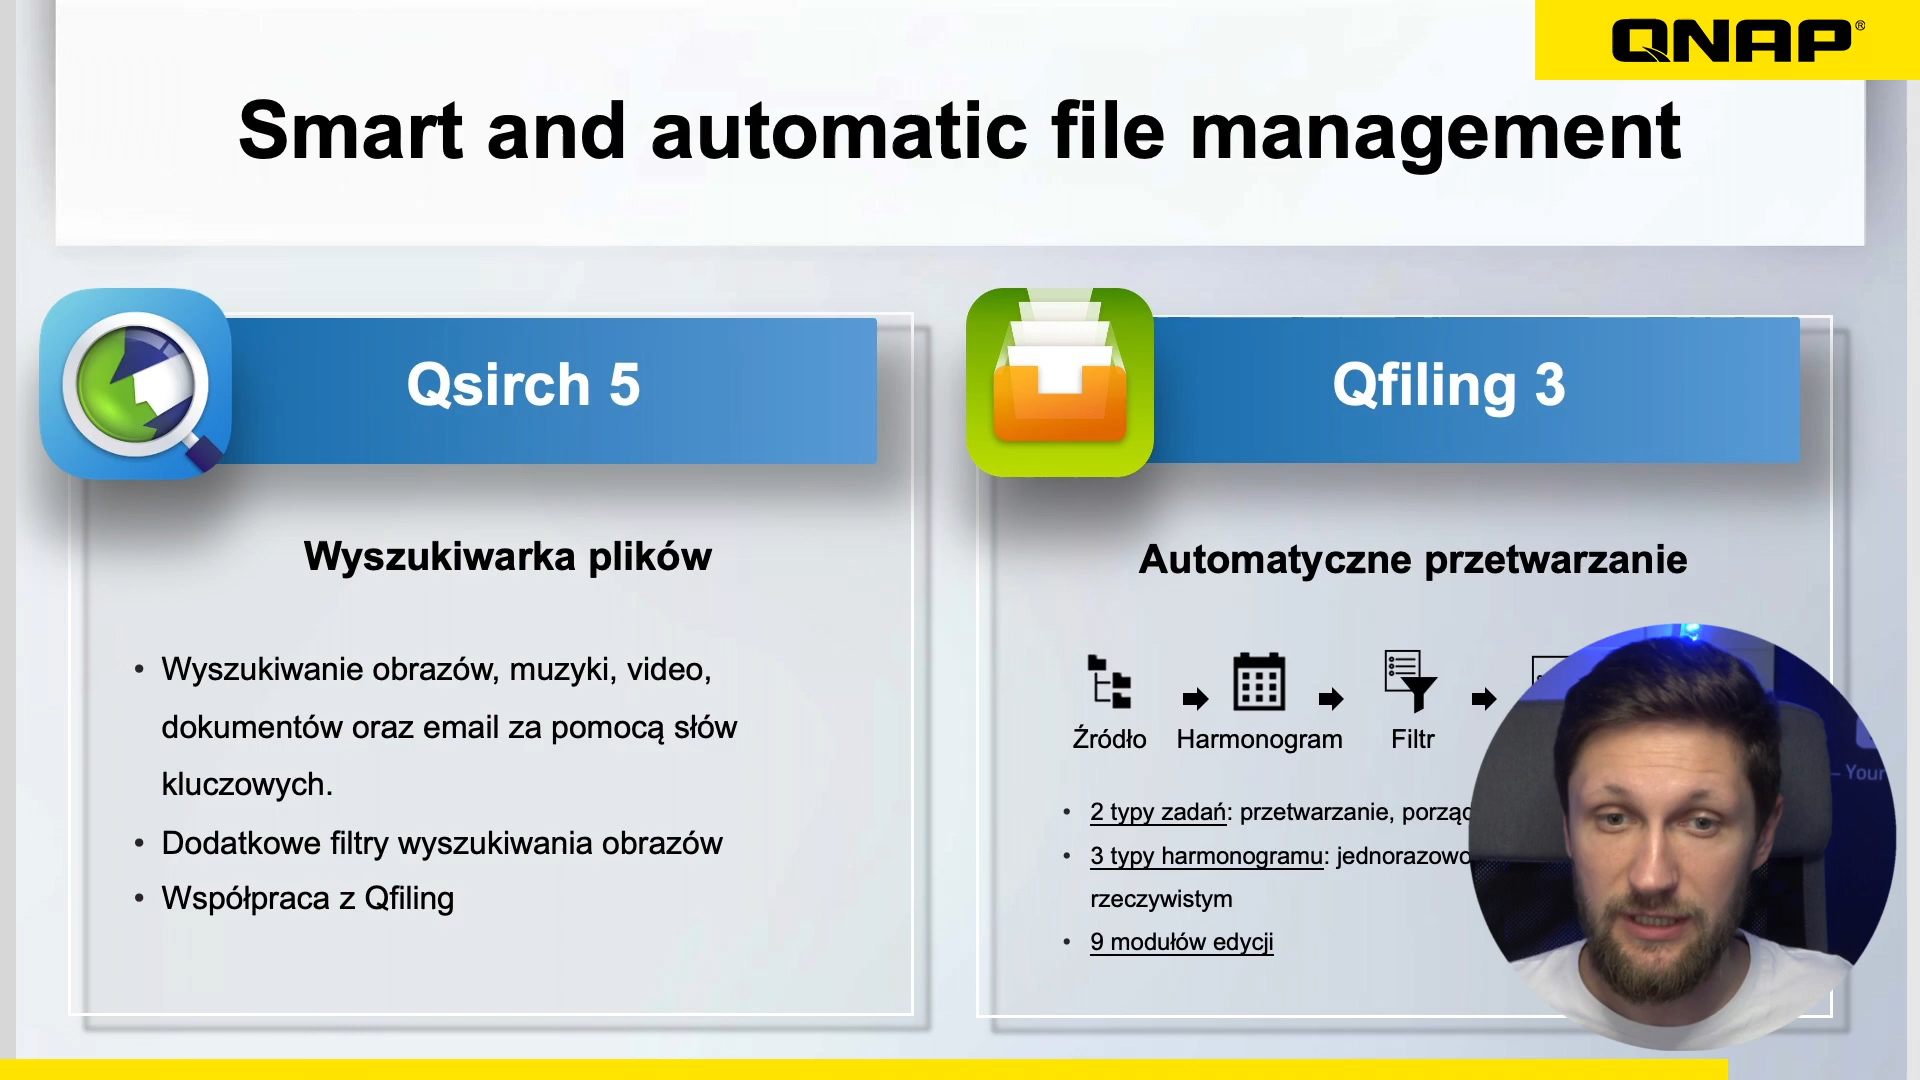 QNAP®
Smart and automatic file management
Qsirch 5
Wyszukiwarka plików
• Wyszukiwanie obrazów, muzyki, video,
dokumentów oraz email za pomocą słów
kluczowych.
• Dodatkowe filtry wyszukiwania obrazów
• Współpraca z Qfiling
Qfiling 3
Automatyczne przetwarzanie
Źródło Harmonogram Filtr
• 2 typy zadań: przetwarzanie,
• 3 typy harmonogramu: jednorazowo
rzeczywistym
• 9 modułów edycji
Your